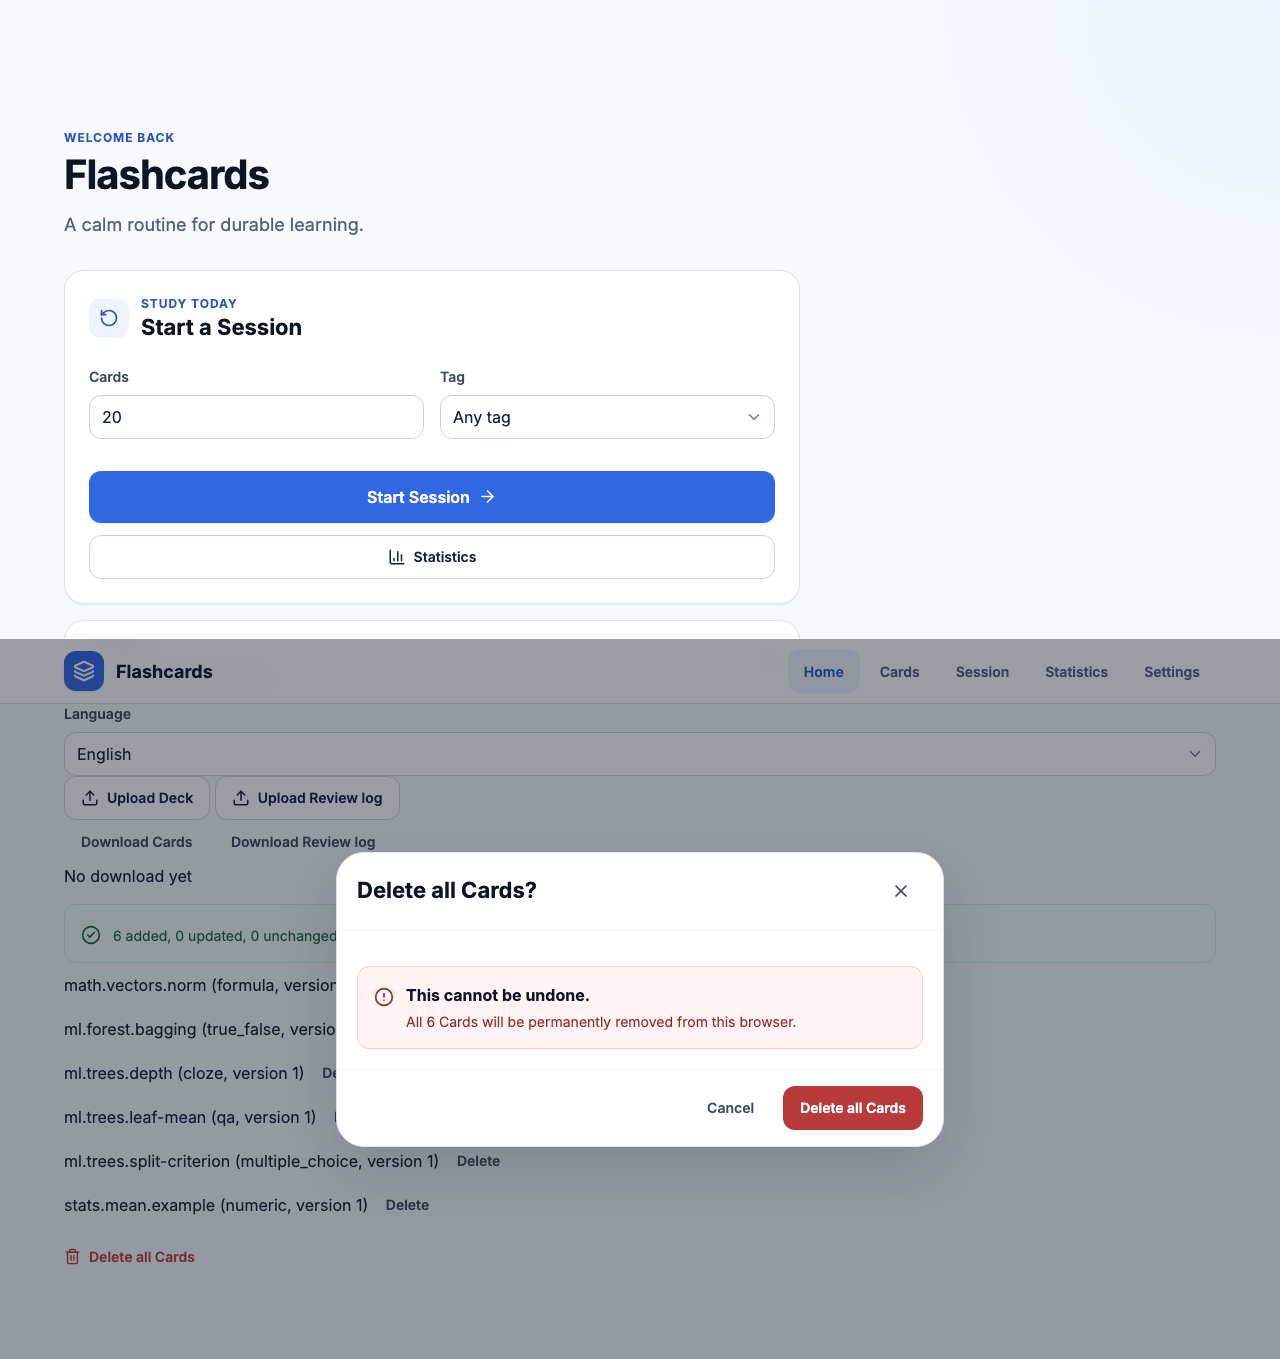 WELCOME BACK
Flashcards
A calm routine for durable learning.
STUDY TODAY
Start a Session
Cards
Tag
20
Any tag
Start Session
Statistics
Flashcards
Home
Cards
Session
Statistics
Settings
Language
English
Upload Deck
Upload Review log
Download Cards
Download Review log
No download yet
6 added, 0 updated, 0 unchanged
math.vectors.norm (formula, version
ml.forest.bagging (true_false, versio
ml.trees.depth (cloze, version 1)
ml.trees.leaf-mean (qa, version 1)
ml.trees.split-criterion (multiple_choice, version 1) Delete
stats.mean.example (numeric, version 1) Delete
Delete all Cards
Delete all Cards?
This cannot be undone.
All 6 Cards will be permanently removed from this browser.
Cancel
Delete all Cards